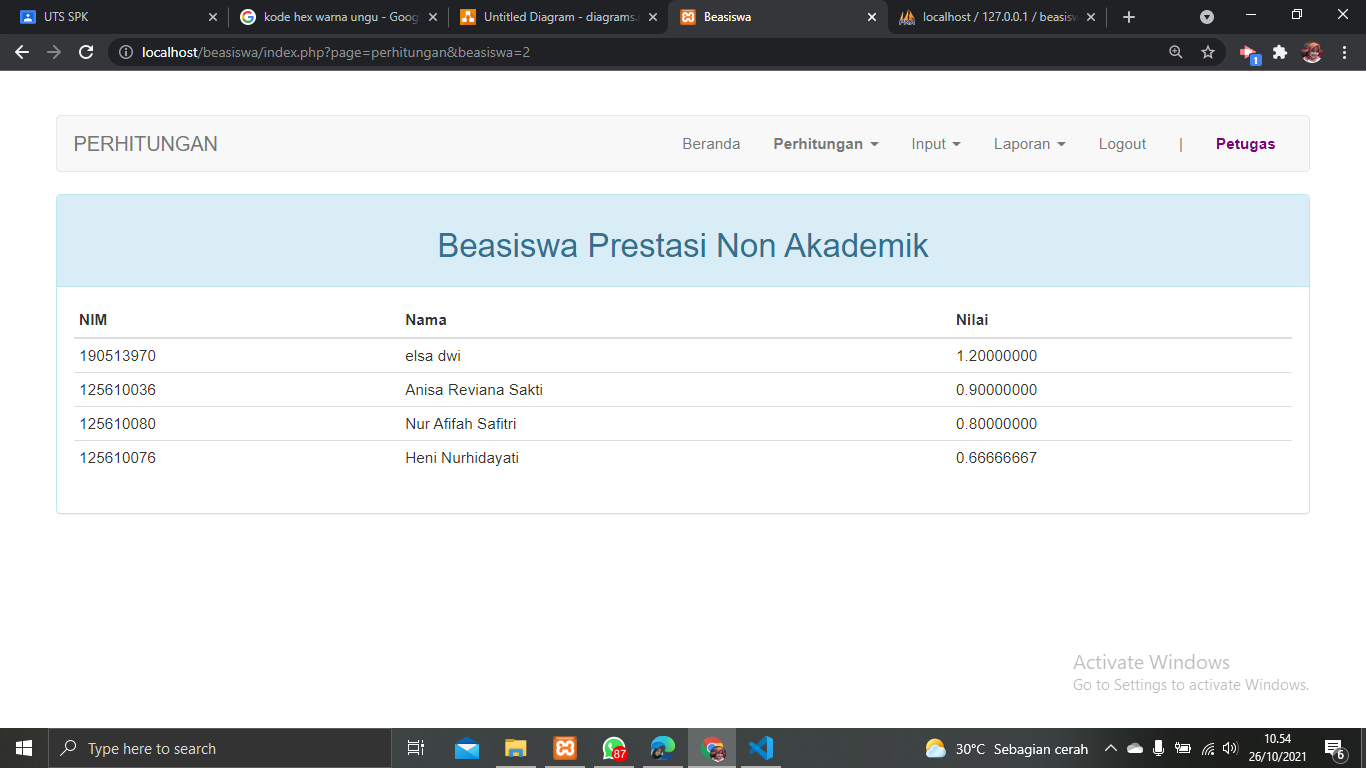 UTS SPK
kode hex warna ungu - Goog
Untitled Diagram - diagrams.
Beasiswa
localhost / 127.0.0.1 / beasisw
localhost/beasiswa/index.php?page=perhitungan&beasiswa=2
1
PERHITUNGAN Beranda Perhitungan Input Laporan Logout | Petugas
Beasiswa Prestasi Non Akademik
NIM Nama Nilai
190513970 elsa dwi 1.20000000
125610036 Anisa Reviana Sakti 0.90000000
125610080 Nur Afifah Safitri 0.80000000
125610076 Heni Nurhidayati 0.66666667
Activate Windows
Go to Settings to activate Windows.
Type here to search
87
30°C Sebagian cerah
10.54
26/10/2021
6